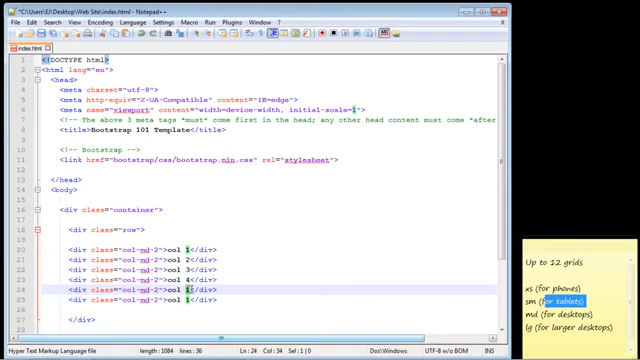 *C:\Users\EJ\Desktop\Web Site\index.html - Notepad++
File Edit Search View Encoding Language Settings Macro Run Plugins Window ?
index.html
1 <!DOCTYPE html>
2 <html lang="en">
3 <head>
4 <meta charset="utf-8">
5 <meta http-equiv="X-UA-Compatible" content="IE=edge">
6 <meta name="viewport" content="width=device-width, initial-scale=1">
7 <!-- The above 3 meta tags *must* come first in the head; any other head content must come *after
8 <title>Bootstrap 101 Template</title>
9
10 <!-- Bootstrap -->
11 <link href="bootstrap/css/bootstrap.min.css" rel="stylesheet">
12
13 </head>
14 <body>
15
16 <div class="container">
17
18 <div class="row">
19
20 <div class="col-md-2">col 1</div>
21 <div class="col-md-2">col 2</div>
22 <div class="col-md-2">col 3</div>
23 <div class="col-md-2">col 4</div>
24 <div class="col-md-2">col 1</div>
25 <div class="col-md-2">col 1</div>
26
27 </div>
Hyper Text Markup Language file length : 1084 lines : 39 Ln : 24 Col : 34 Sel : 0 | 0 Dos\Windows UTF-8 w/o BOM INS
Up to 12 grids
xs (for phones)
sm (for tablets)
md (for desktops)
lg (for larger desktops)